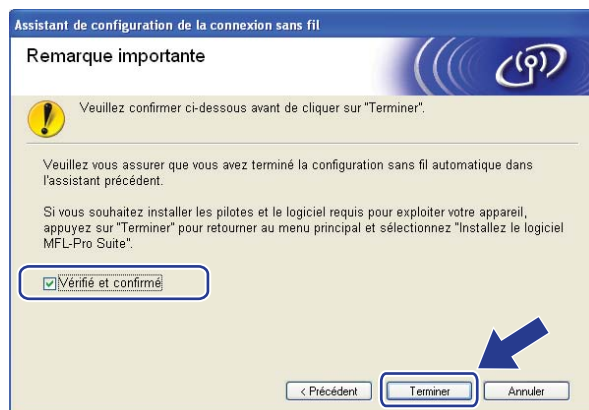 Assistant de configuration de la connexion sans fil
Remarque importante
Veuillez confirmer ci-dessous avant de cliquer sur "Terminer".
Veuillez vous assurer que vous avez terminé la configuration sans fil automatique dans
l'assistant précédent.
Si vous souhaitez installer les pilotes et le logiciel requis pour exploiter votre appareil,
appuyez sur "Terminer" pour retourner au menu principal et sélectionnez "Installez le logiciel
MFL-Pro Suite".
Vérifié et confirmé
< Précédent Terminer Annuler